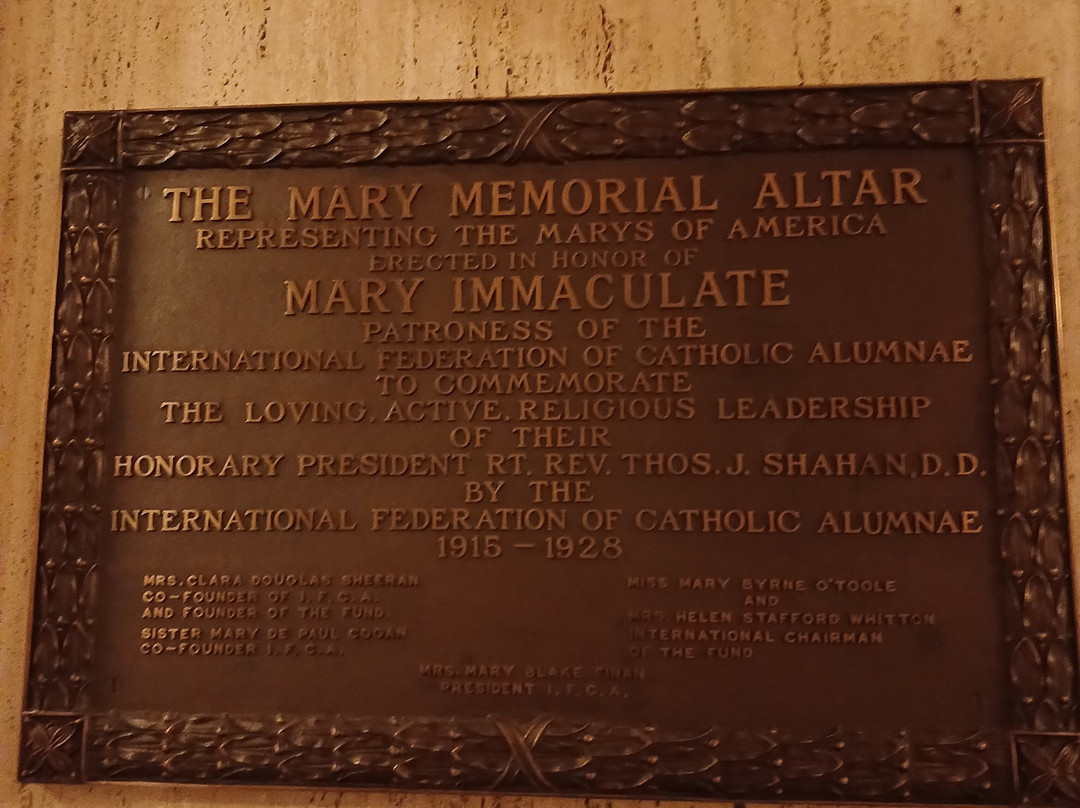 THE MARY MEMORIAL ALTAR
REPRESENTING THE MARYS OF AMERICA
ERECTED IN HONOR OF
MARY IMMACULATE
PATRONESS OF THE
INTERNATIONAL FEDERATION OF CATHOLIC ALUMNAE
TO COMMEMORATE
THE LOVING, ACTIVE, RELIGIOUS LEADERSHIP
OF THEIR
HONORARY PRESIDENT RT. REV. THOS. J. SHAHAN, D. D.
BY THE
INTERNATIONAL FEDERATION OF CATHOLIC ALUMNAE
1915 – 1928
MRS. CLARA DOUGLAS SHEERAN
CO-FOUNDER OF I. F. C. A.
AND FOUNDER OF THE FUND.
SISTER MARY DE PAUL COGAN
CO-FOUNDER I. F. C. A.
MISS MARY BYRNE O'TOOLE
AND
MRS. HELEN STAFFORD WHITTON
INTERNATIONAL CHAIRMAN
OF THE FUND
MRS. MARY BLAKE FINAN
PRESIDENT I. F. C. A.